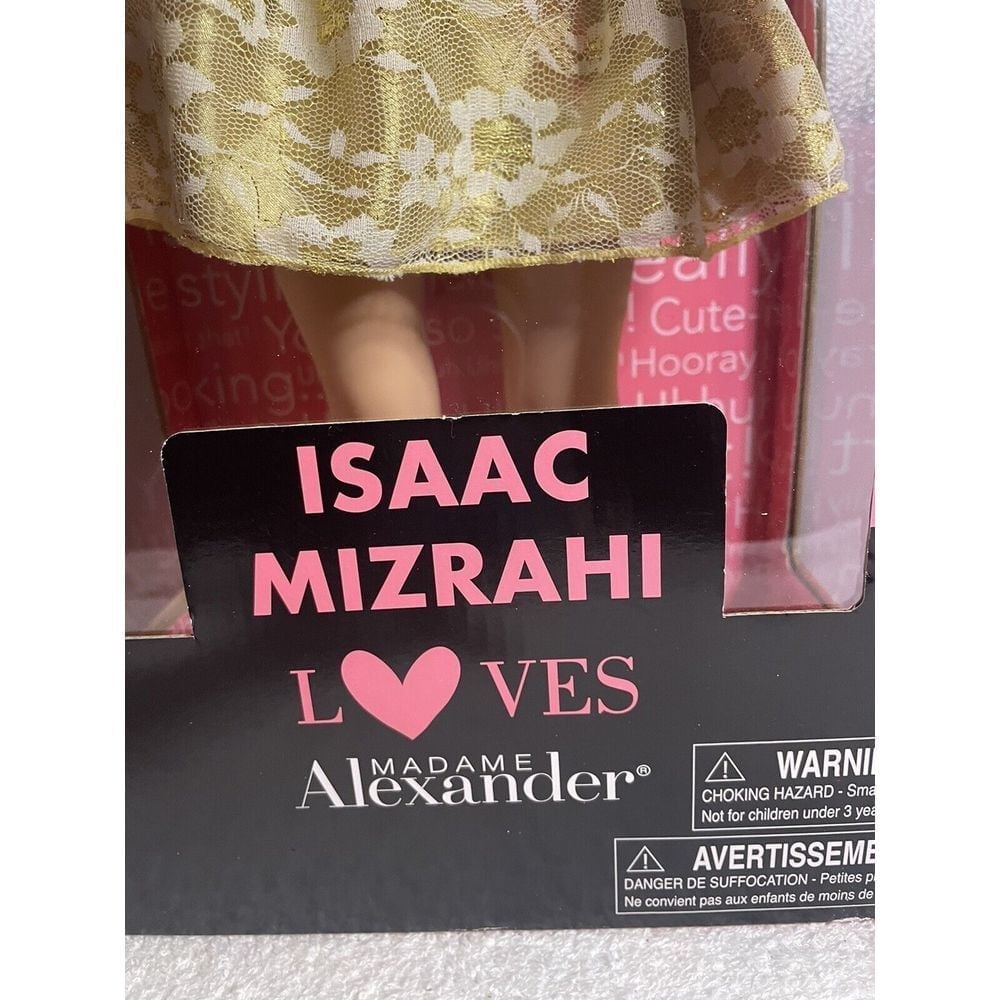 ! Cute-
Hooray
ISAAC
MIZRAHI
L♥VES
MADAME
Alexander®
WARNI
CHOKING HAZARD - Sma
Not for children under 3 yea
AVERTISSEME
DANGER DE SUFFOCATION - Petites p
Ne convient pas aux enfants de moins de